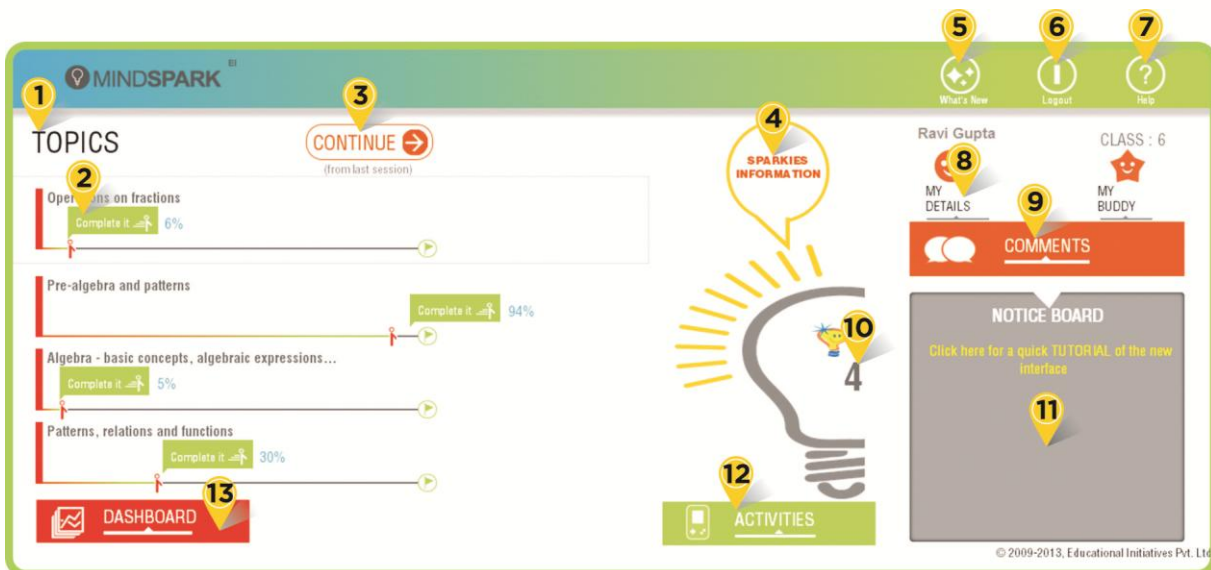 5
6
7
EI
MINDSPARK
What's New
Logout
Help
1
3
4
TOPICS
CONTINUE
(from last session)
SPARKIES
INFORMATION
Ravi Gupta
CLASS : 6
8
MY
DETAILS
MY
BUDDY
2
Operations on fractions
Complete it
6%
9
COMMENTS
Pre-algebra and patterns
Complete it
94%
Algebra - basic concepts, algebraic expressions...
Complete it
5%
Patterns, relations and functions
Complete it
30%
10
4
NOTICE BOARD
Click here for a quick TUTORIAL of the new
interface
11
13
DASHBOARD
12
ACTIVITIES
© 2009-2013, Educational Initiatives Pvt. Ltd